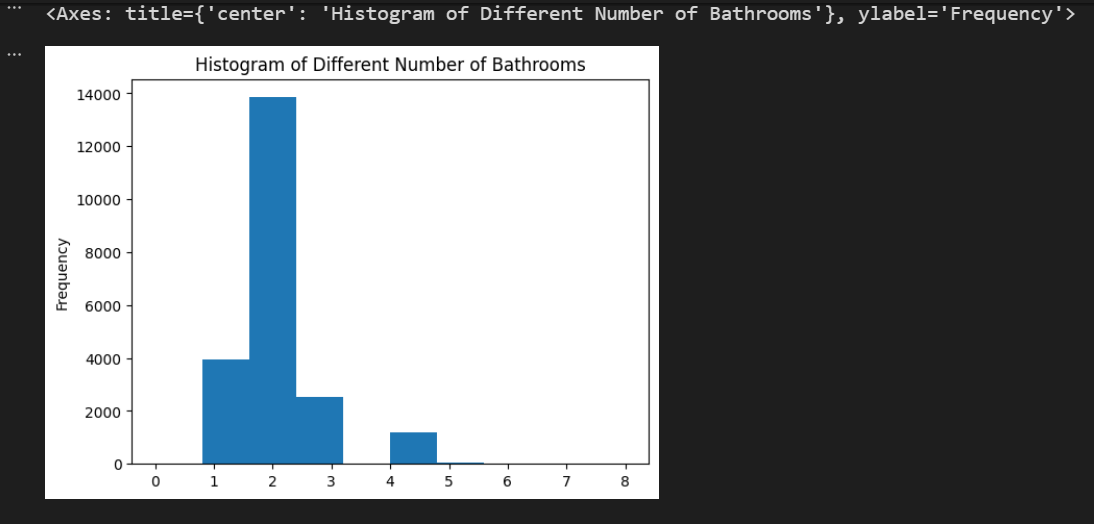 ...
<Axes: title={'center': 'Histogram of Different Number of Bathrooms'}, ylabel='Frequency'>
...
Histogram of Different Number of Bathrooms
14000
12000
10000
8000
6000
4000
2000
0
Frequency
0 1 2 3 4 5 6 7 8